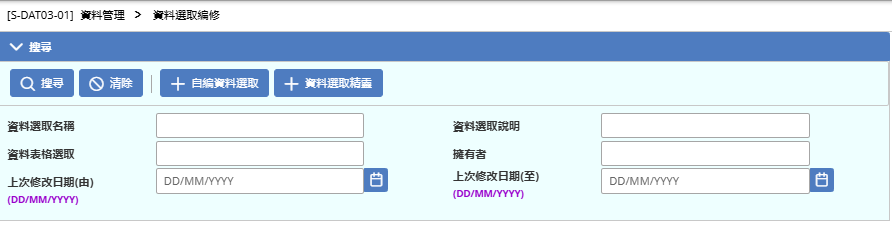 [S-DAT03-01] 資料管理 > 資料選取編修
搜尋
搜尋 清除 自編資料選取 資料選取精靈
資料選取名稱 資料選取說明
資料表格選取 擁有者
上次修改日期(由) DD/MM/YYYY 上次修改日期(至) DD/MM/YYYY
(DD/MM/YYYY) (DD/MM/YYYY)